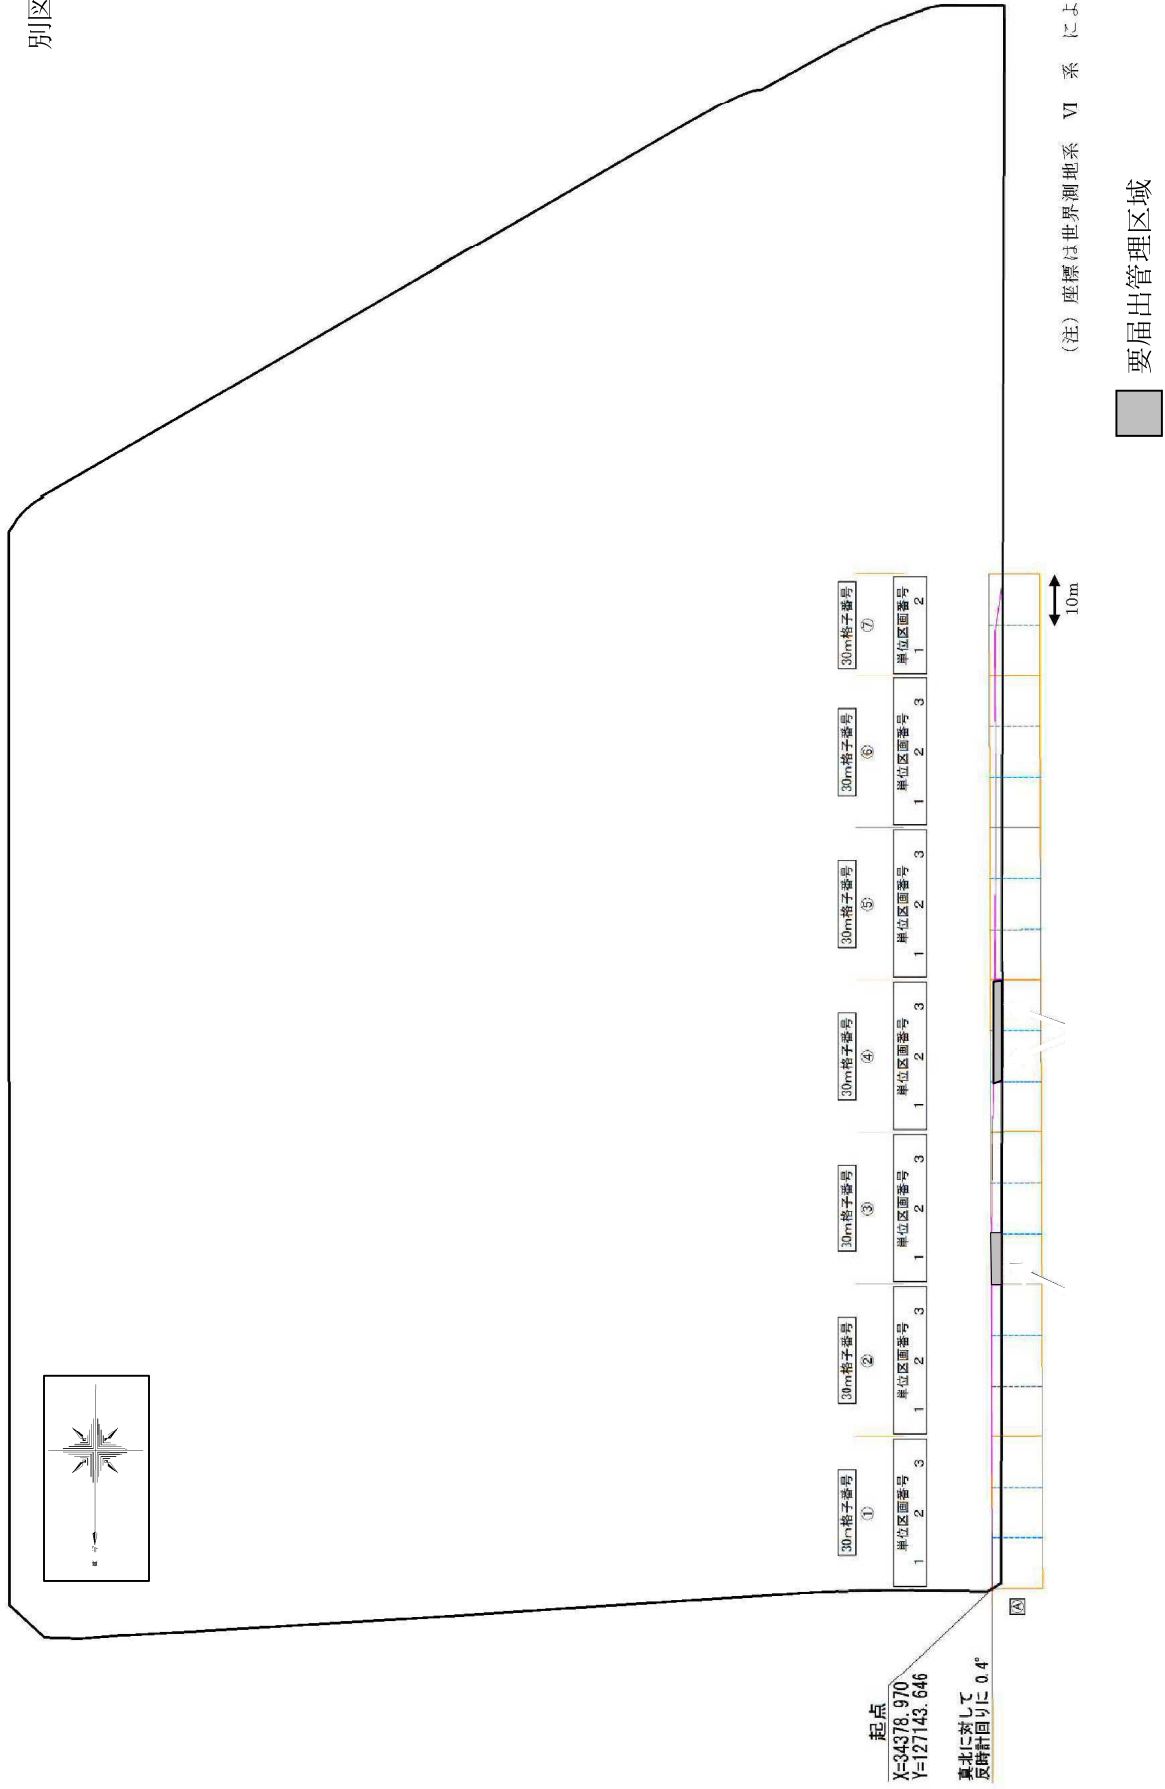 別図
30m格子番号
①
単位区画番号
1 2 3
30m格子番号
②
単位区画番号
1 2 3
30m格子番号
③
単位区画番号
1 2 3
30m格子番号
④
単位区画番号
1 2 3
30m格子番号
⑤
単位区画番号
1 2 3
30m格子番号
⑥
単位区画番号
1 2 3
30m格子番号
⑦
単位区画番号
1 2
起点
X=34378.970
Y=127143.646
真北に対して
反時計回りに 0.4°
A
10m
(注) 座標は世界測地系 Ⅵ 系 によ
要届出管理区域